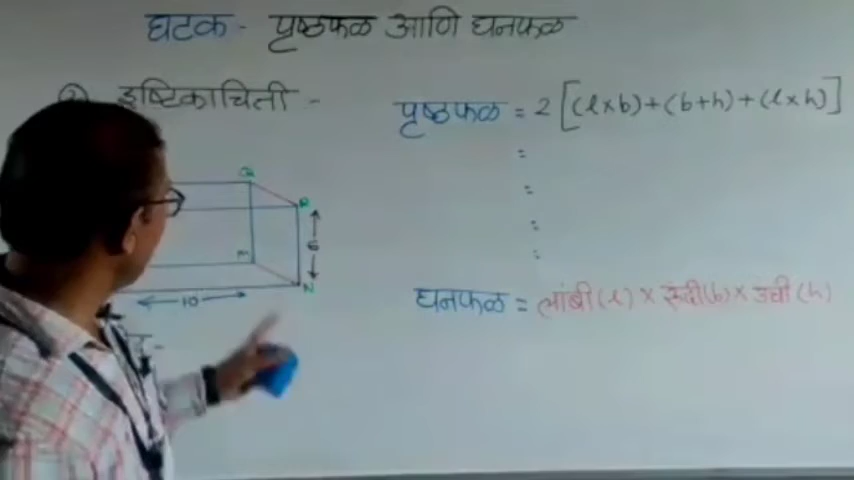 घटक - पृष्ठफळ आणि घनफळ
इष्टिकाचिती -
पृष्ठफळ = 2 [(l×b)+(b+h)+(l×h)]
=
=
=
=
घनफळ = लांबी (l) × रुंदी(b) × उंची (h)
6
M
N
10